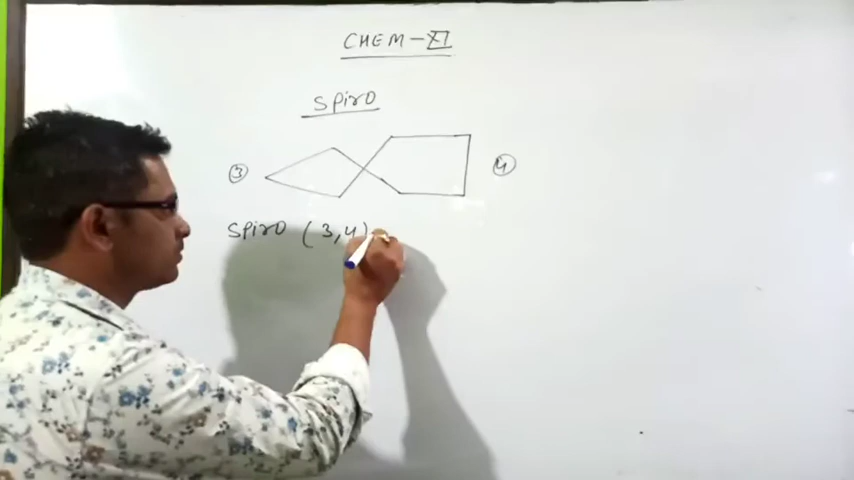 CHEM-XI
SPirO
③ ④
SPirO (3,4)